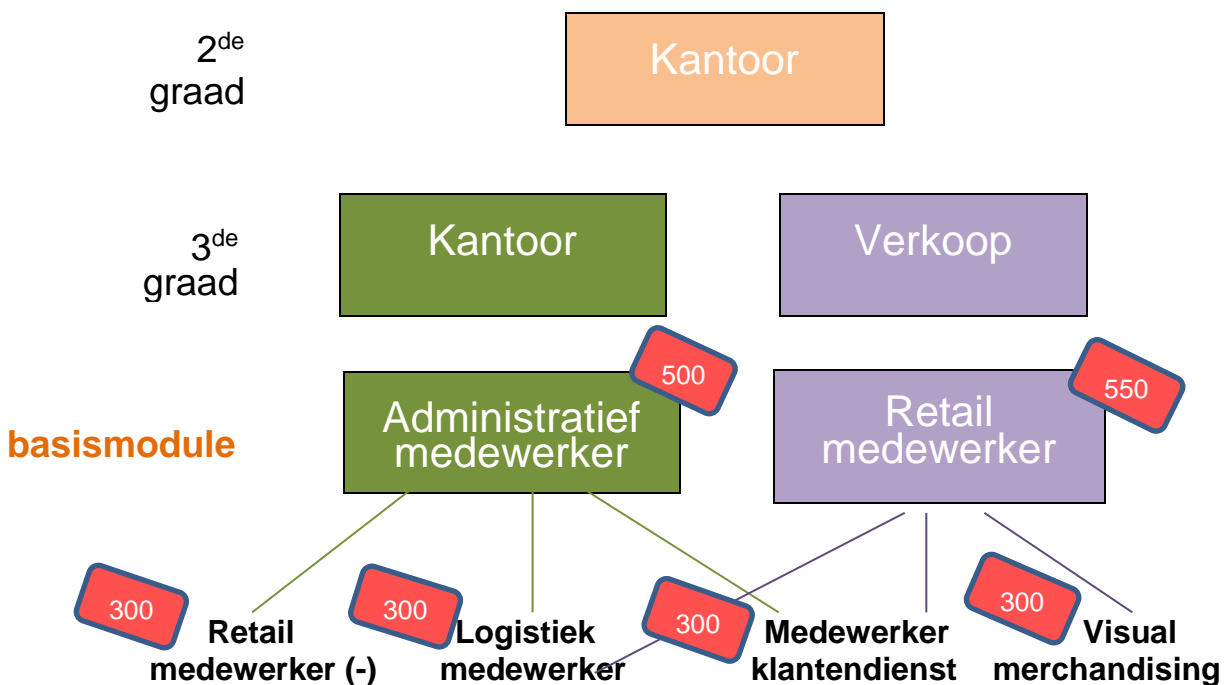 2de
graad
Kantoor
3de
graad
Kantoor
Verkoop
500
550
basismodule
Administratief
medewerker
Retail
medewerker
300
300
300
300
Retail
medewerker (-)
Logistiek
medewerker
Medewerker
klantendienst
Visual
merchandising